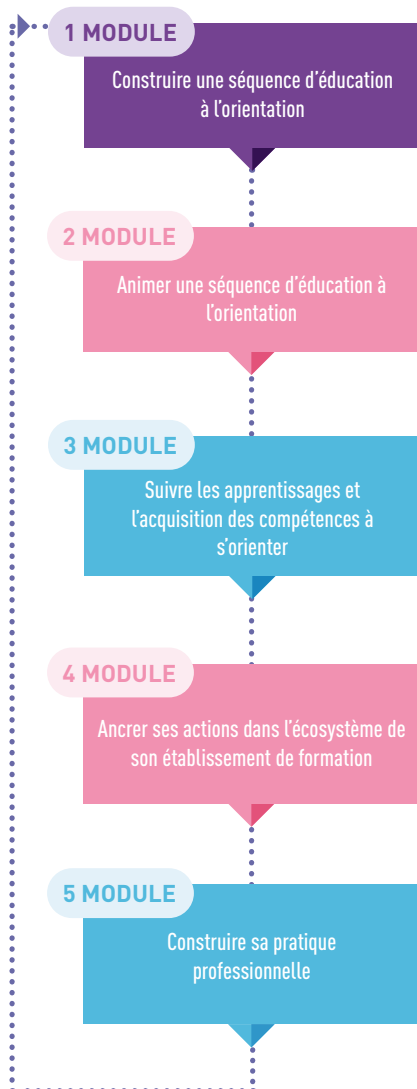 1 MODULE
Construire une séquence d'éducation
à l'orientation
2 MODULE
Animer une séquence d'éducation à
l'orientation
3 MODULE
Suivre les apprentissages et
l'acquisition des compétences à
s'orienter
4 MODULE
Ancrer ses actions dans l'écosystème de
son établissement de formation
5 MODULE
Construire sa pratique
professionnelle